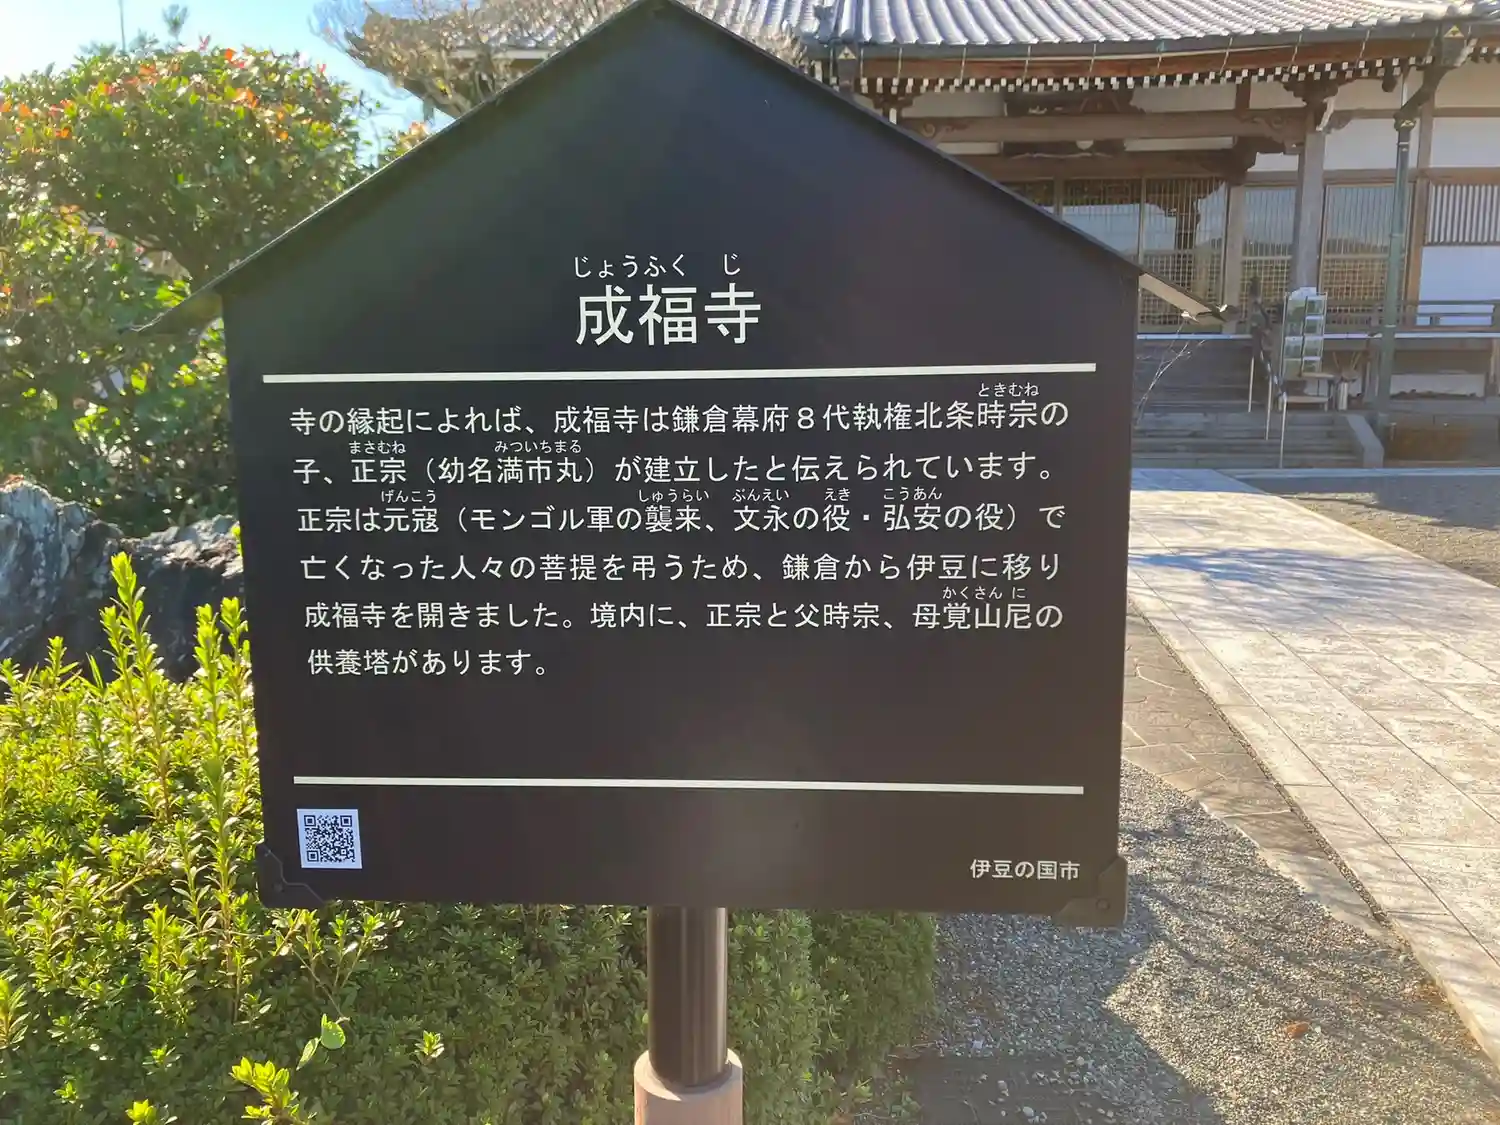 じょうふく じ
成福寺
ときむね
寺の縁起によれば、成福寺は鎌倉幕府８代執権北条時宗の
まさむね みついちまる
子、正宗（幼名満市丸）が建立したと伝えられています。
げんこう しゅうらい ぶんえい えき こうあん
正宗は元寇（モンゴル軍の襲来、文永の役・弘安の役）で
亡くなった人々の菩提を弔うため、鎌倉から伊豆に移り
かくさん に
成福寺を開きました。境内に、正宗と父時宗、母覚山尼の
供養塔があります。
伊豆の国市